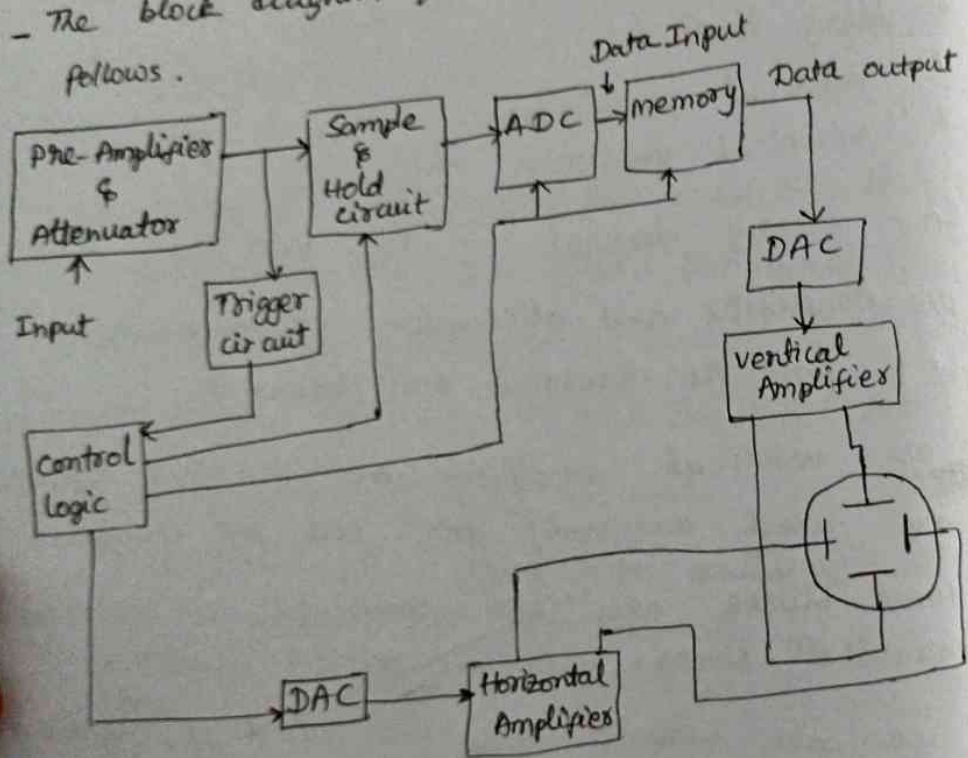 - The block
follows.
Pre-Amplifier
&
Attenuator
Input
Sample
&
Hold
circuit
ADC
Data Input
memory
Data output
Trigger
circuit
DAC
Vertical
Amplifier
Control
logic
DAC
Horizontal
Amplifier